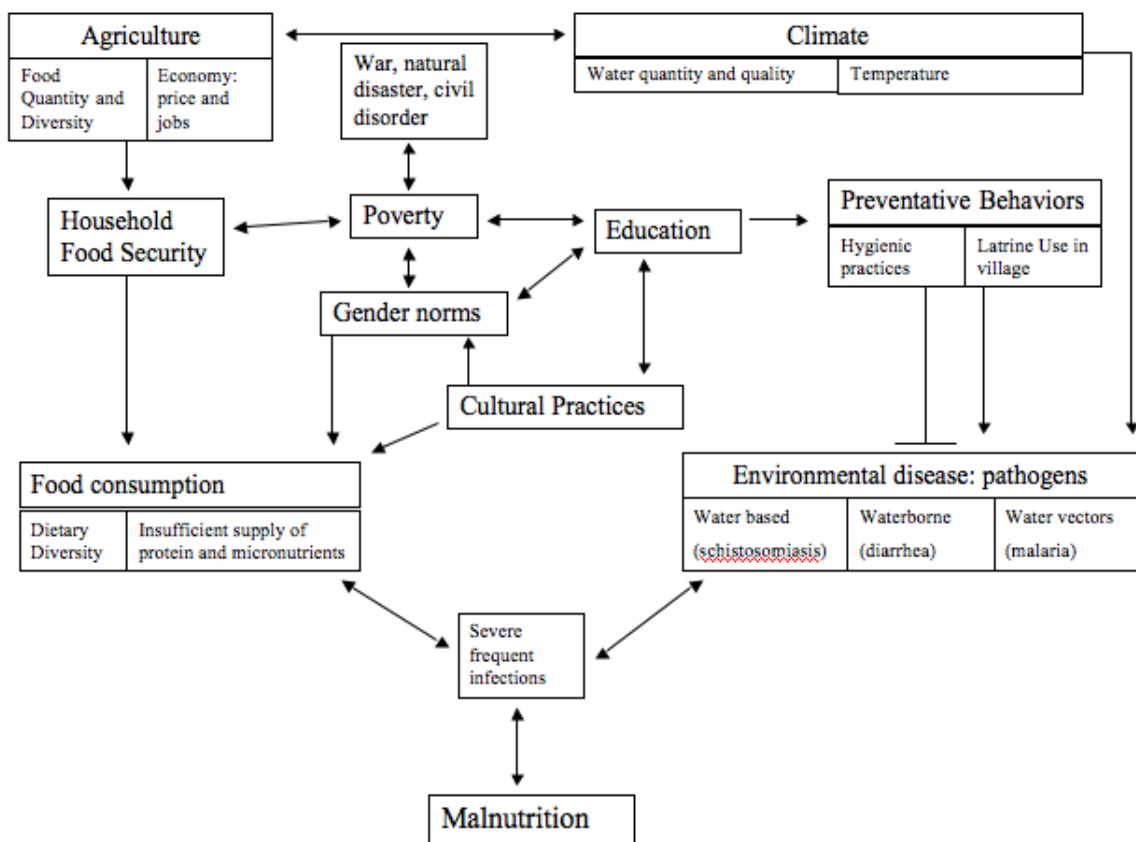 Agriculture
Food
Quantity and
Diversity
Economy:
price and
jobs
War, natural
disaster, civil
disorder
Climate
Water quantity and quality
Temperature
Household
Food Security
Poverty
Education
Preventative Behaviors
Hygienic
practices
Latrine Use in
village
Gender norms
Cultural Practices
Food consumption
Dietary
Diversity
Insufficient supply of
protein and micronutrients
Environmental disease: pathogens
Water based
(schistosomiasis)
Waterborne
(diarrhea)
Water vectors
(malaria)
Severe
frequent
infections
Malnutrition